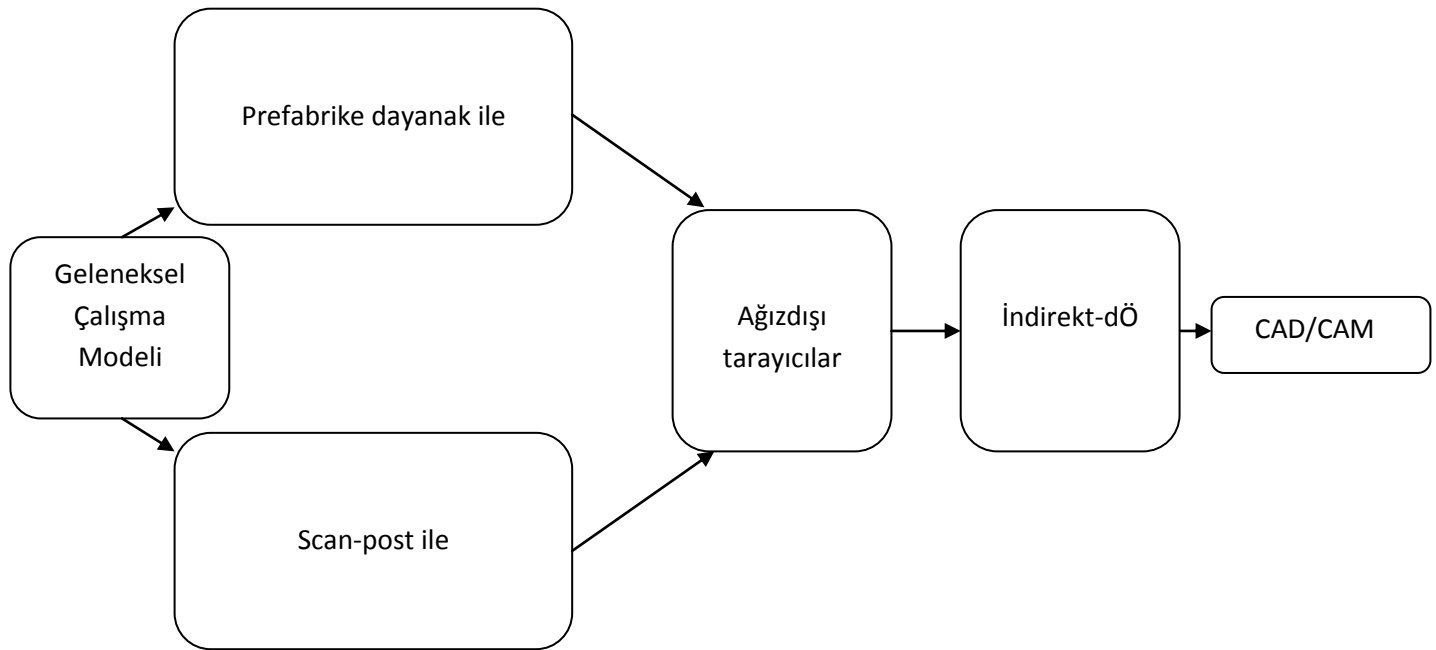 Prefabrike dayanak ile
Geleneksel
Çalışma
Modeli
Scan-post ile
Ağızdışı
tarayıcılar
İndirekt-dÖ
CAD/CAM